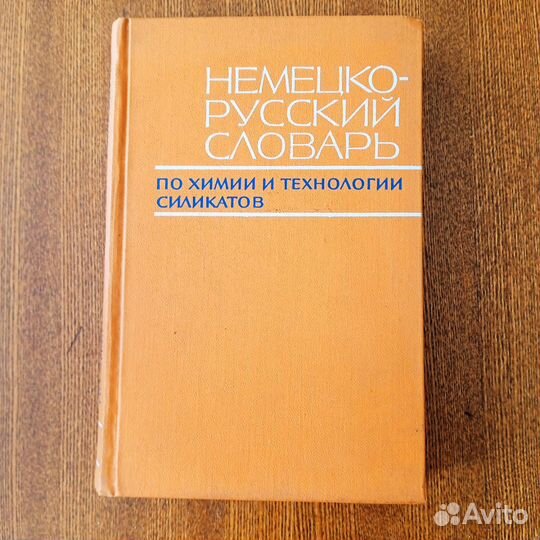 НЕМЕЦКО-
РУССКИЙ
СЛОВАРЬ
ПО ХИМИИ И ТЕХНОЛОГИИ
СИЛИКАТОВ
Avito